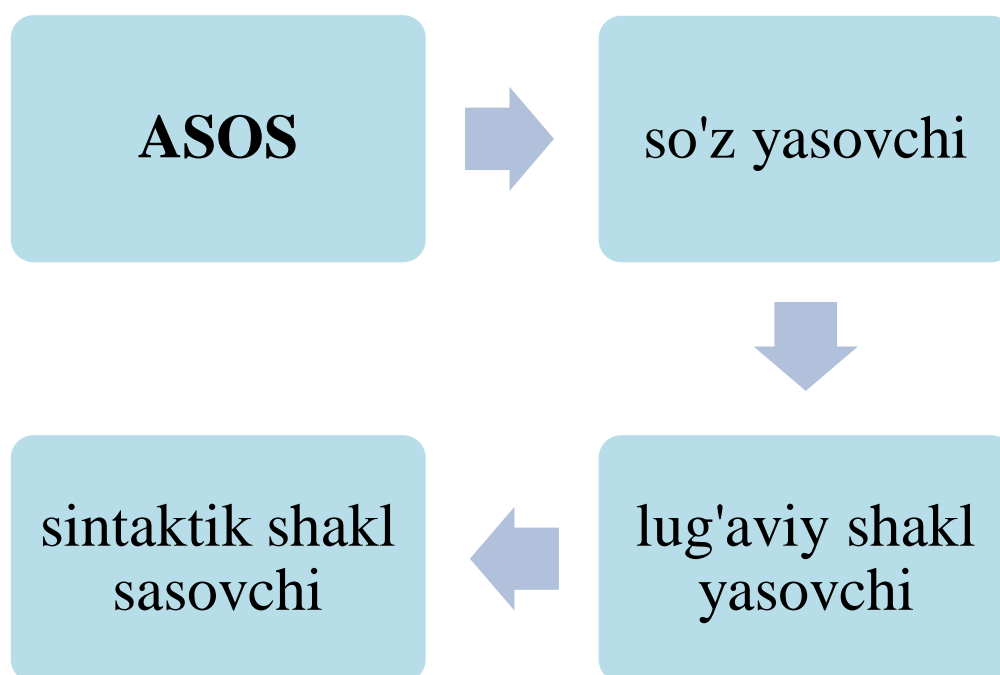 ASOS
so'z yasovchi
lug'aviy shakl
yasovchi
sintaktik shakl
sasovchi